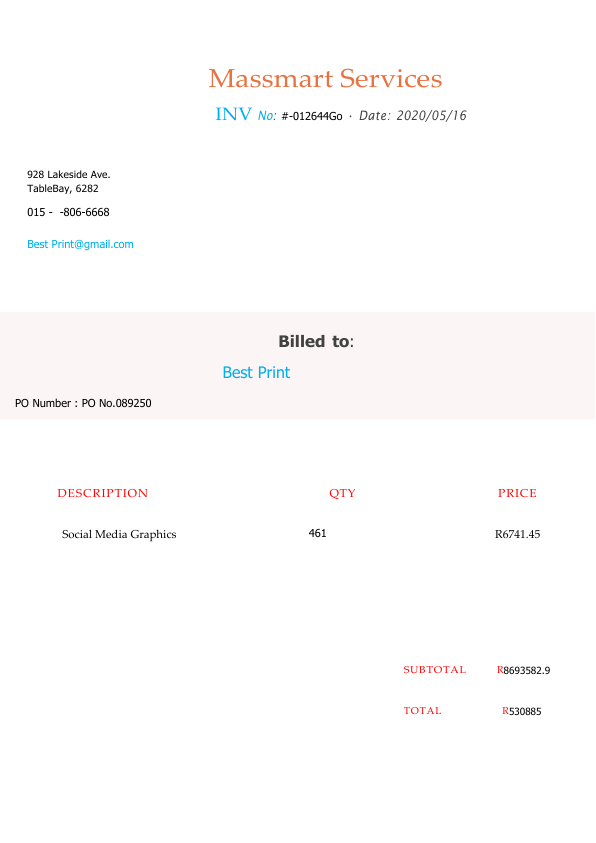 Massmart Services
INV No: #-012644Go · Date: 2020/05/16
928 Lakeside Ave.
TableBay, 6282
015 -  -806-6668
Best Print@gmail.com
Billed to:
Best Print
PO Number : PO No.089250
DESCRIPTION QTY PRICE
Social Media Graphics 461 R6741.45
SUBTOTAL R8693582.9
TOTAL R530885